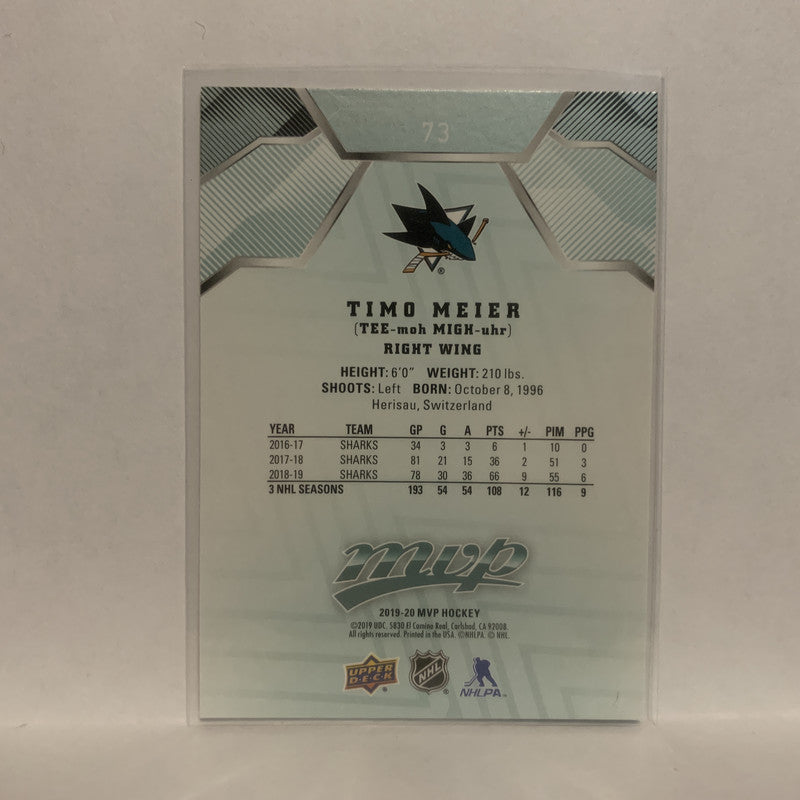 73
TIMO MEIER
(TEE-moh MIGH-uhr)
RIGHT WING
HEIGHT: 6'0" WEIGHT: 210 lbs.
SHOOTS: Left BORN: October 8, 1996
Herisau, Switzerland
YEAR TEAM GP G A PTS +/- PIM PPG
2016-17 SHARKS 34 3 3 6 1 10 0
2017-18 SHARKS 81 21 15 36 2 51 3
2018-19 SHARKS 78 30 36 66 9 55 6
3 NHL SEASONS 193 54 54 108 12 116 9
mvp
2019-20 MVP HOCKEY
©2019 UDC. 5830 El Camino Real, Carlsbad, CA 92008.
All rights reserved. Printed in the USA. ©NHLPA. © NHL.
UPPER DECK ® NHL ® NHLPA™